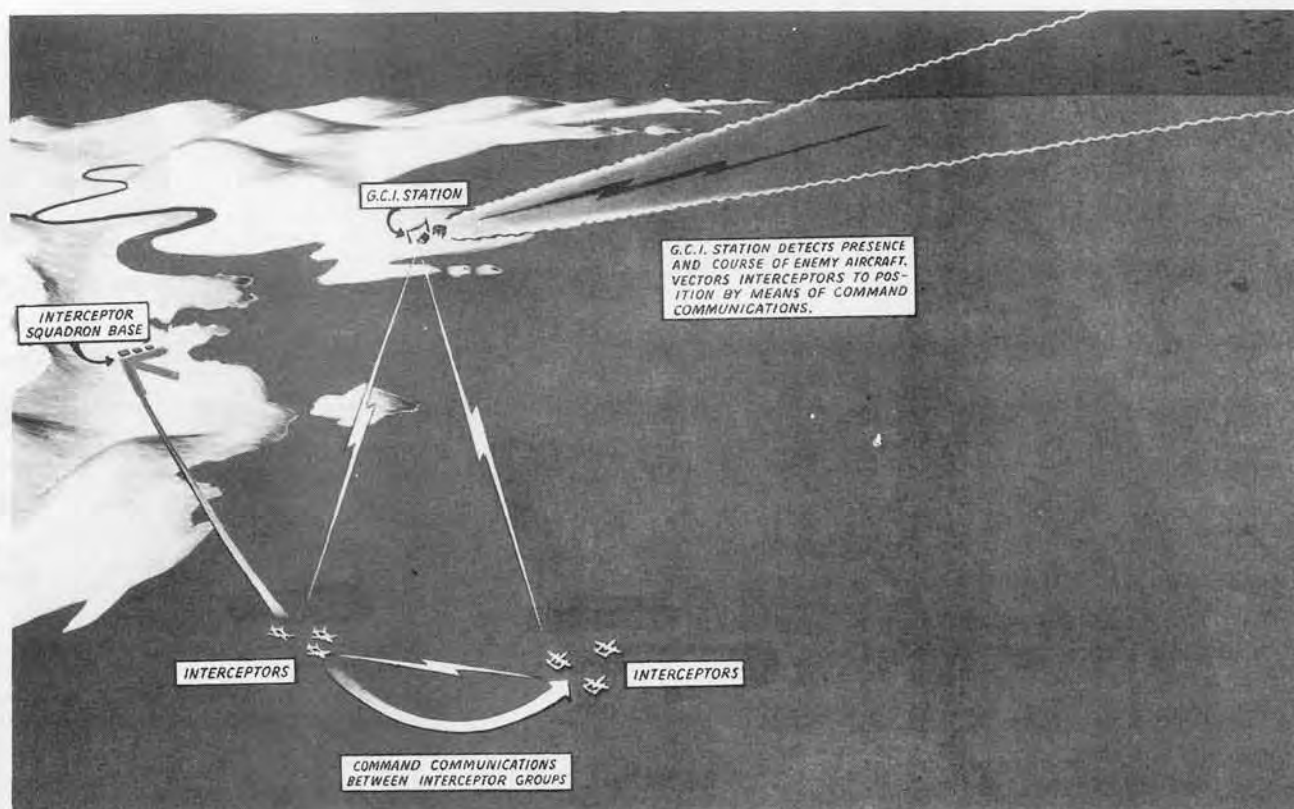 G.C.I. STATION
G.C.I. STATION DETECTS PRESENCE
AND COURSE OF ENEMY AIRCRAFT.
VECTORS INTERCEPTORS TO POS-
ITION BY MEANS OF COMMAND
COMMUNICATIONS.
INTERCEPTOR
SQUADRON BASE
INTERCEPTORS
INTERCEPTORS
COMMAND COMMUNICATIONS
BETWEEN INTERCEPTOR GROUPS